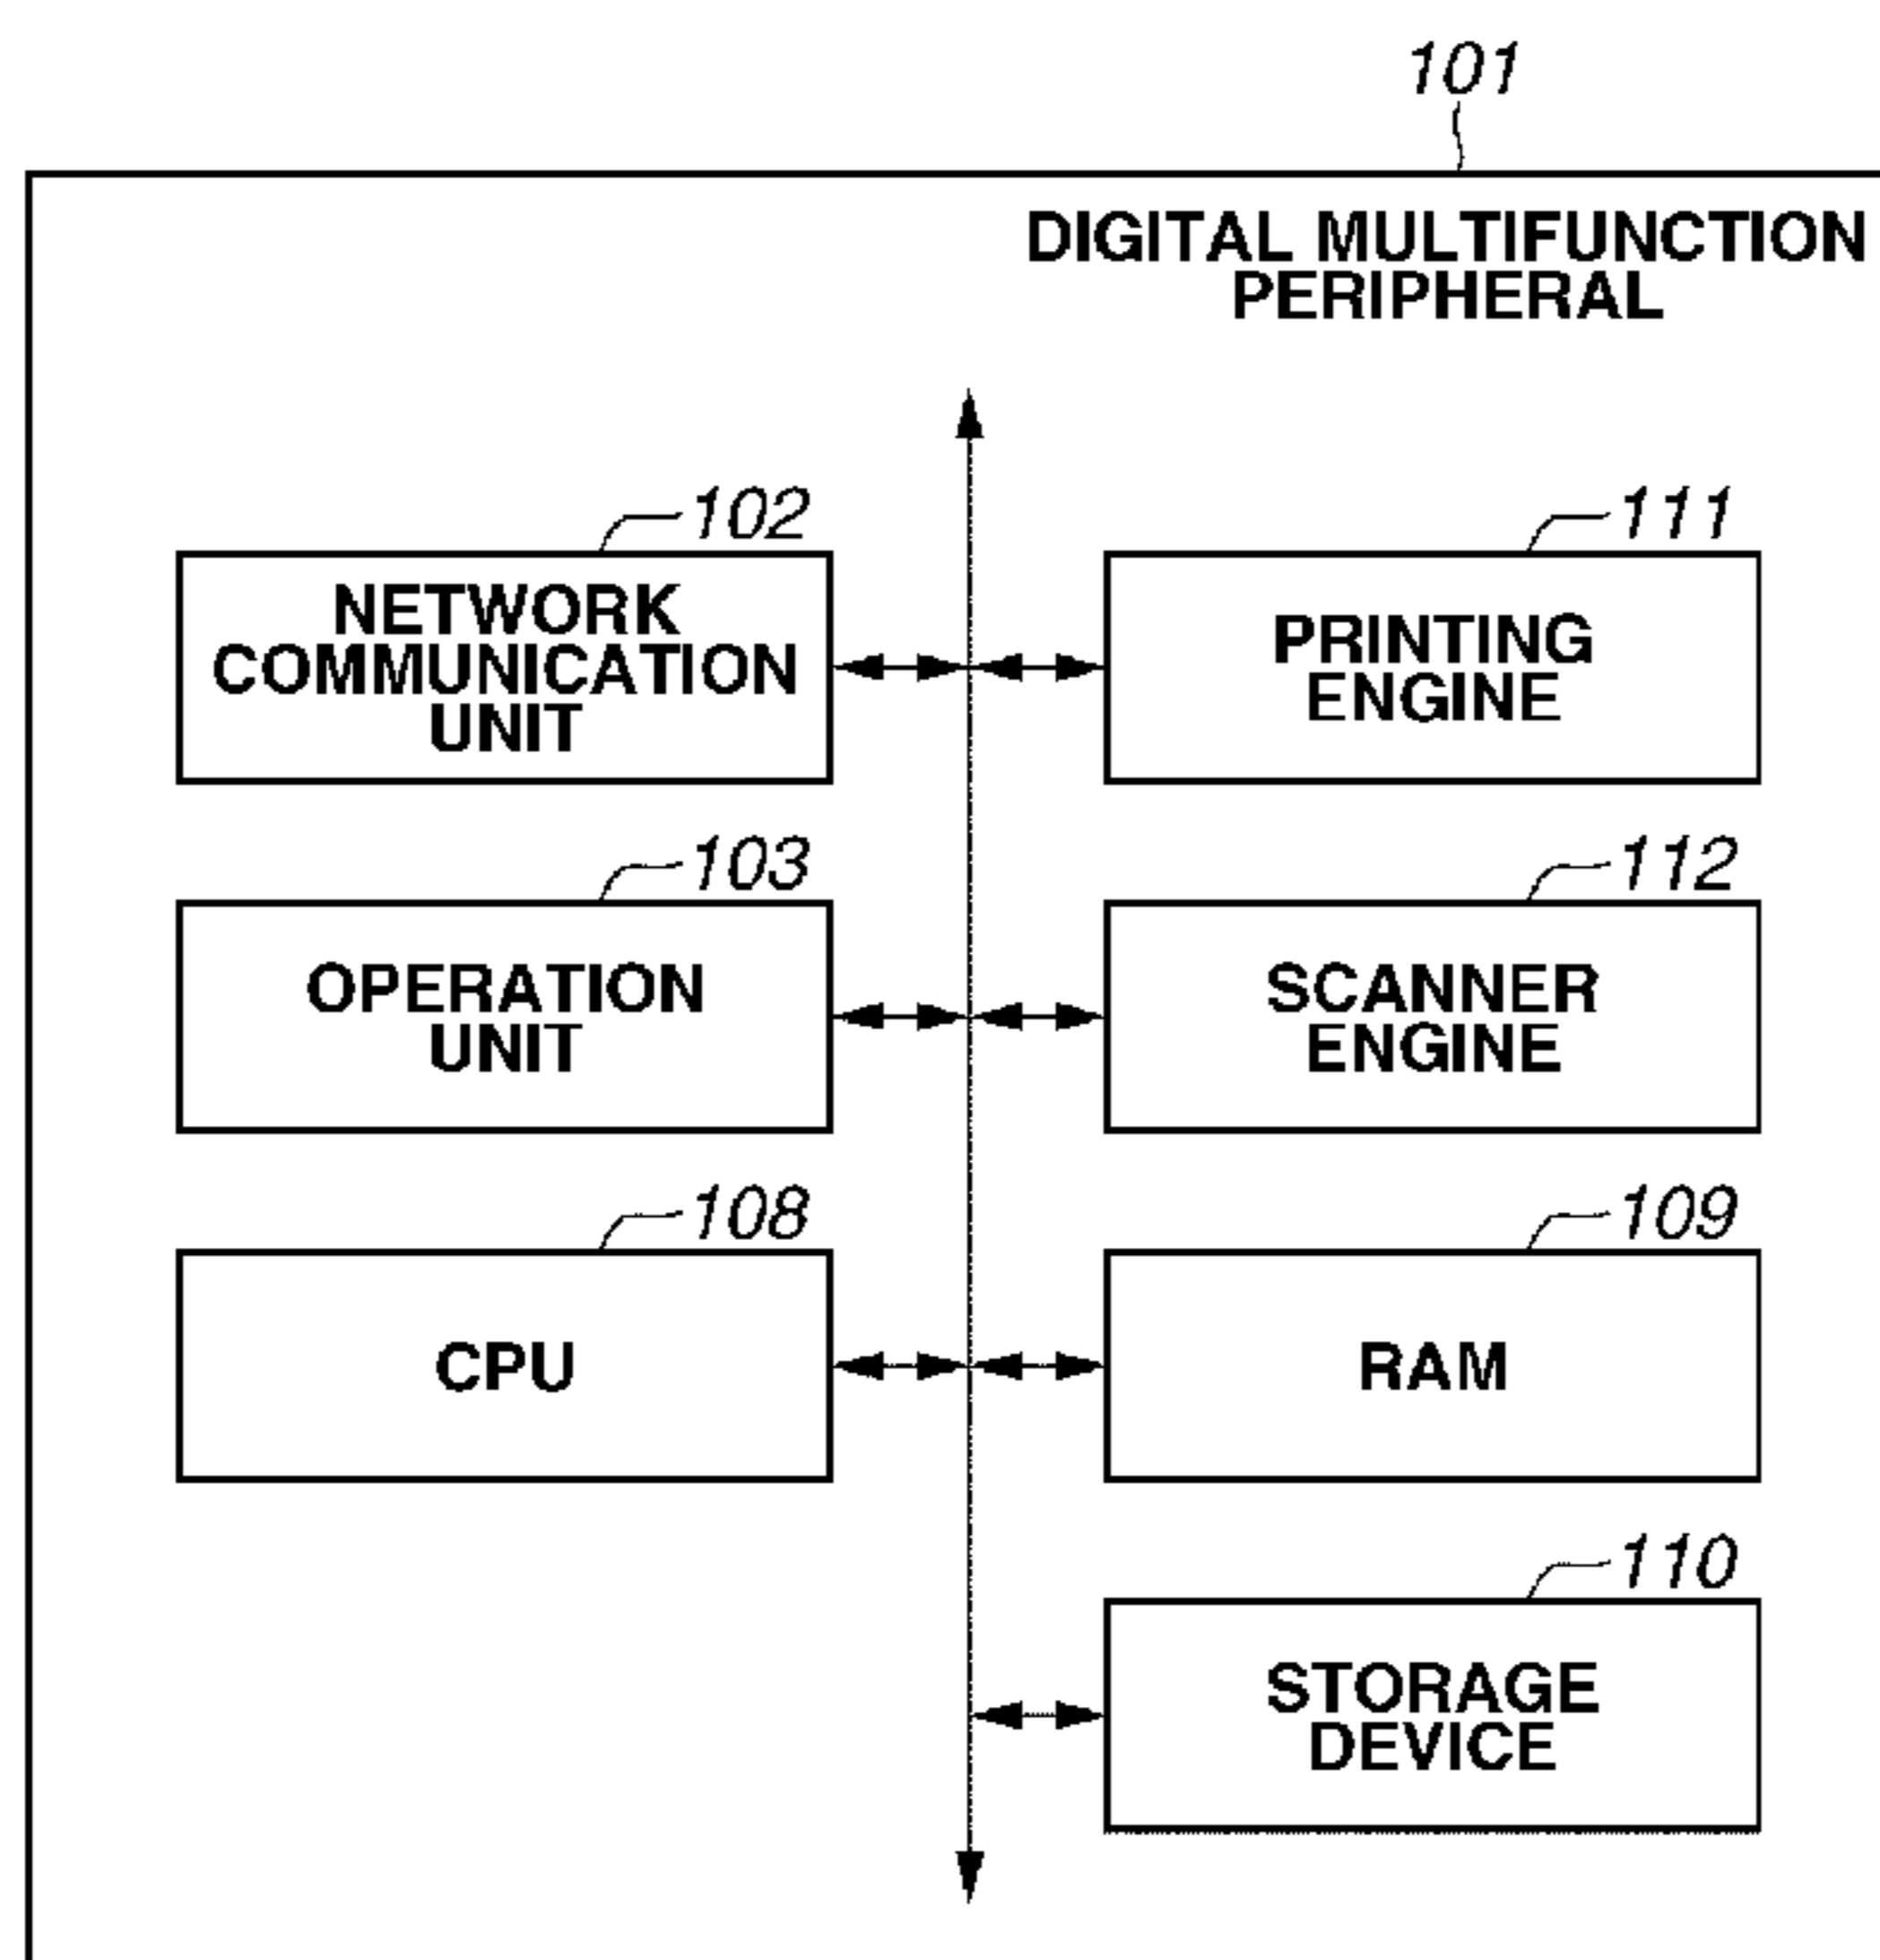 101
DIGITAL MULTIFUNCTION
PERIPHERAL
102
NETWORK
COMMUNICATION
UNIT
111
PRINTING
ENGINE
103
OPERATION
UNIT
112
SCANNER
ENGINE
108
CPU
109
RAM
110
STORAGE
DEVICE